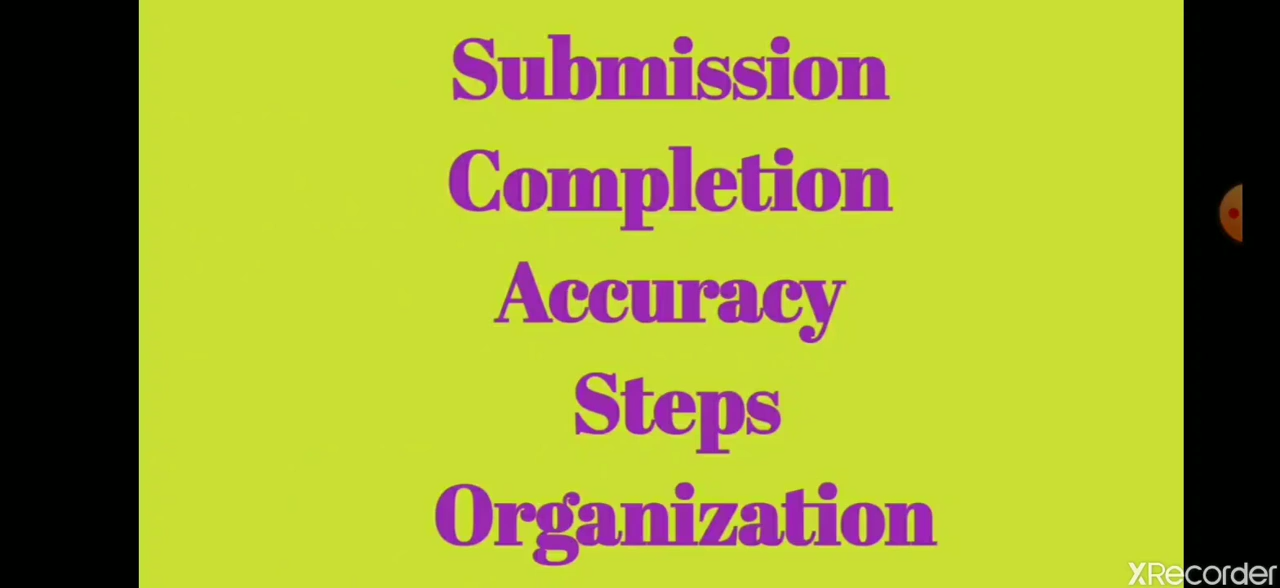 Submission
Completion
Accuracy
Steps
Organization
XRecorder